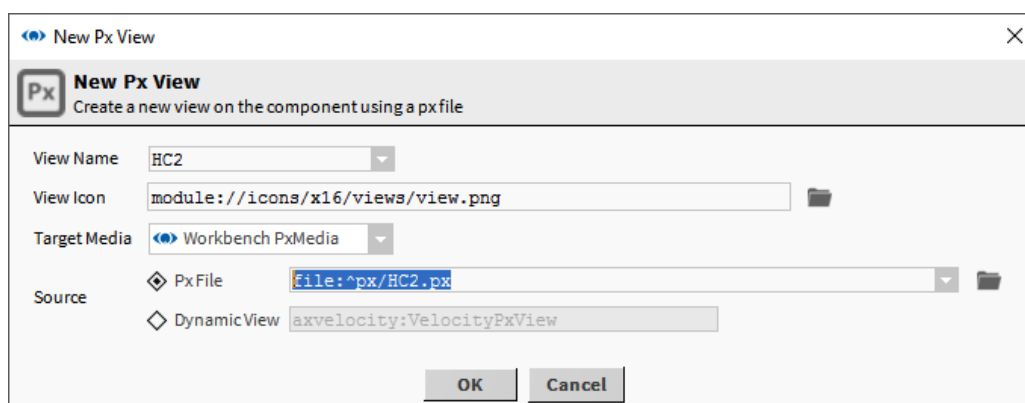 New Px View
Px
New Px View
Create a new view on the component using a px file
View Name HC2
View Icon module://icons/x16/views/view.png
Target Media Workbench PxMedia
Source
Px File file:^px/HC2.px
Dynamic View axvelocity:VelocityPxView
OK Cancel